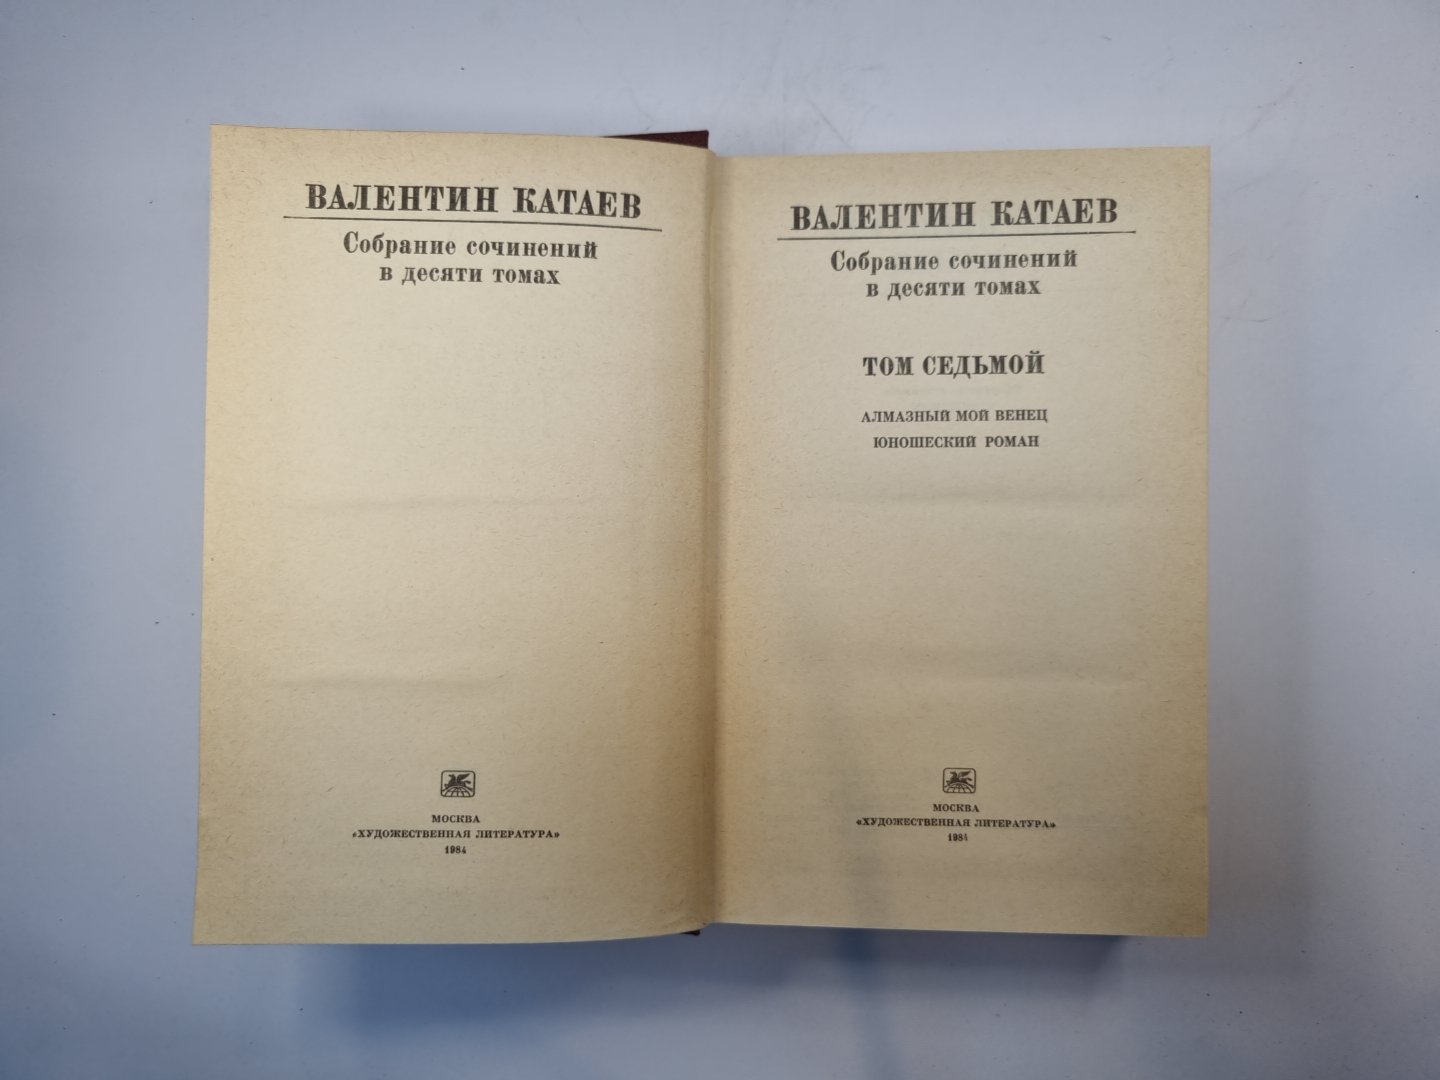 ВАЛЕНТИН КАТАЕВ
Собрание сочинений
в десяти томах
МОСКВА
«ХУДОЖЕСТВЕННАЯ ЛИТЕРАТУРА»
1984
ВАЛЕНТИН КАТАЕВ
Собрание сочинений
в десяти томах
ТОМ СЕДЬМОЙ
АЛМАЗНЫЙ МОЙ ВЕНЕЦ
ЮНОШЕСКИЙ РОМАН
МОСКВА
«ХУДОЖЕСТВЕННАЯ ЛИТЕРАТУРА»
1984